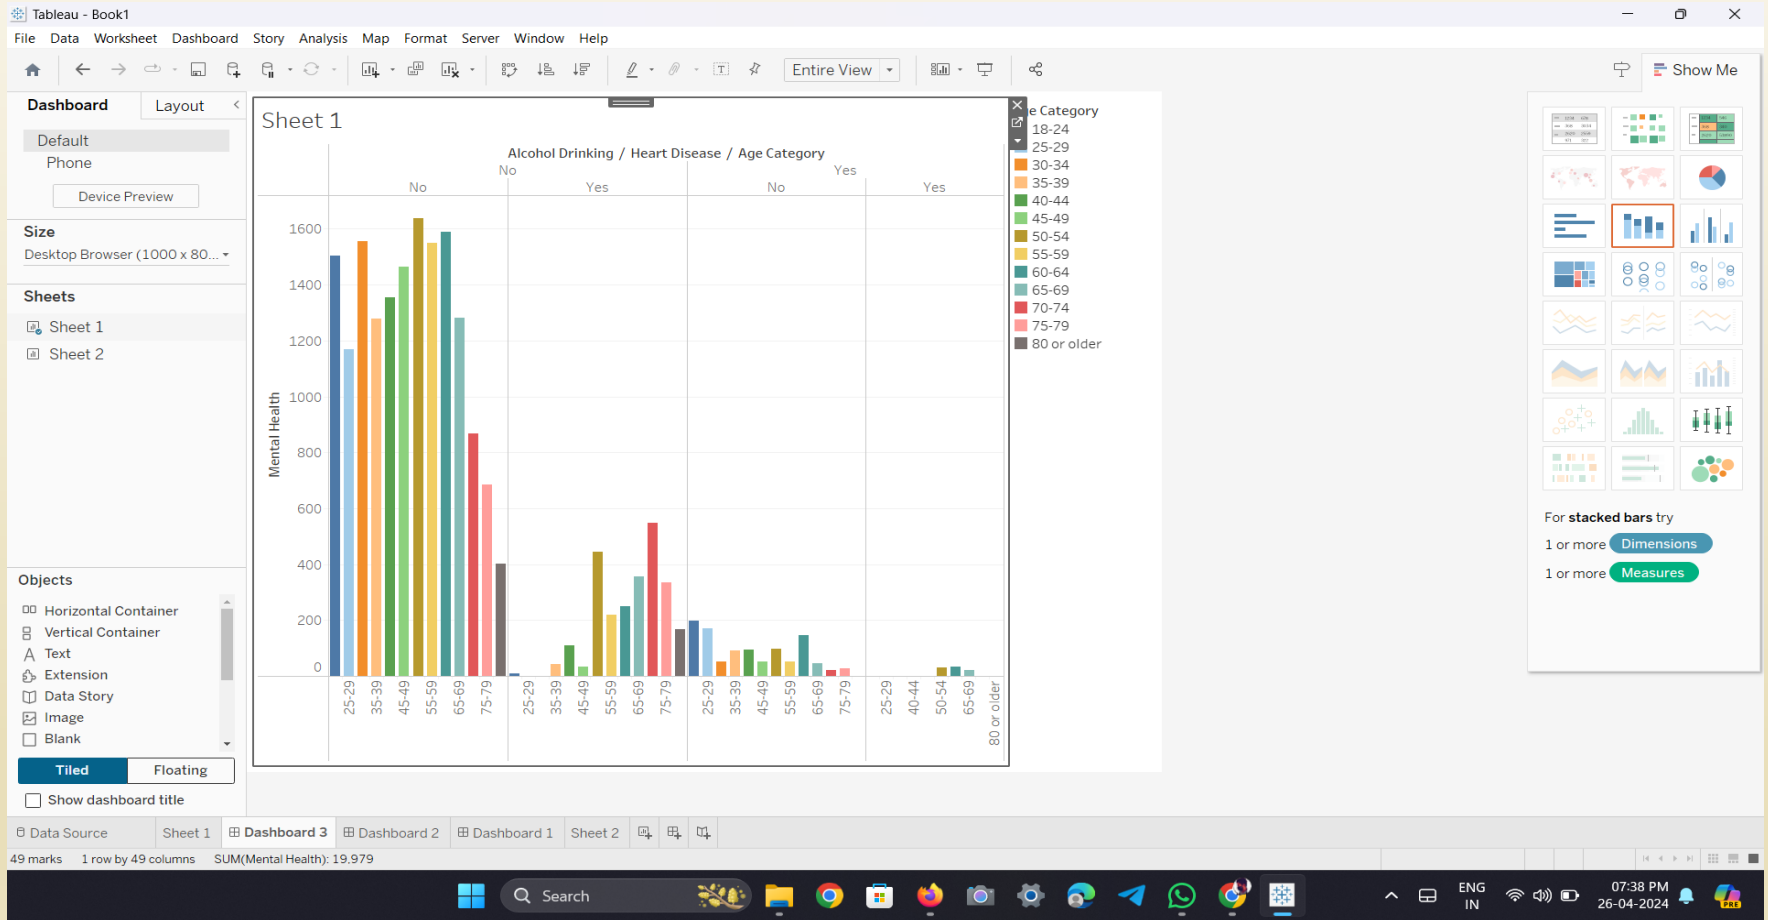 Tableau - Book1
File Data Worksheet Dashboard Story Analysis Map Format Server Window Help
Entire View
Show Me
Dashboard Layout
Default
Phone
Device Preview
Size
Desktop Browser (1000 x 80...
Sheets
Sheet 1
Sheet 2
Objects
Horizontal Container
Vertical Container
Text
Extension
Data Story
Image
Blank
Tiled Floating
Show dashboard title
Sheet 1
Alcohol Drinking / Heart Disease / Age Category
No Yes
No Yes No Yes
Mental Health
1600
1400
1200
1000
800
600
400
200
0
25-29 35-39 45-49 55-59 65-69 75-79 25-29 35-39 45-49 55-59 65-69 75-79 25-29 35-39 45-49 55-59 65-69 75-79 25-29 40-44 50-54 65-69 80 or older
ge Category
18-24
25-29
30-34
35-39
40-44
45-49
50-54
55-59
60-64
65-69
70-74
75-79
80 or older
For stacked bars try
1 or more Dimensions
1 or more Measures
Data Source Sheet 1 Dashboard 3 Dashboard 2 Dashboard 1 Sheet 2
49 marks 1 row by 49 columns SUM(Mental Health): 19,979
Search
ENG
IN
07:38 PM
26-04-2024
PRE